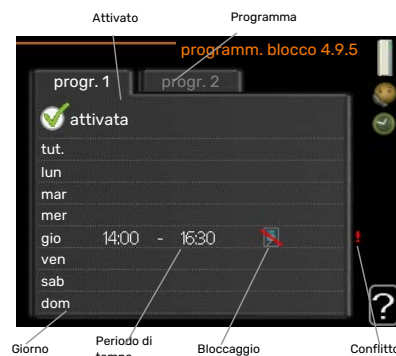 Attivato
Programma
programm. blocco 4.9.5
progr. 1
progr. 2
attivata
tut.
lun
mar
mer
gio 14:00 - 16:30
!
ven
sab
dom
?
Giorno
Periodo di
tempo
Bloccaggio
Conflitto